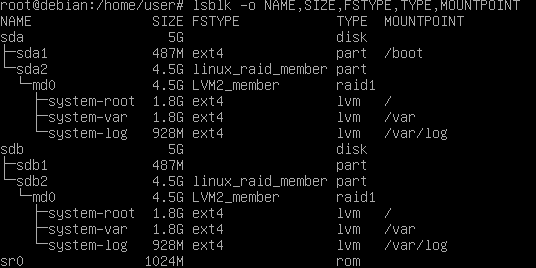 root@debian:/home/user# lsblk -o NAME,SIZE,FSTYPE,TYPE,MOUNTPOINT
NAME                SIZE FSTYPE            TYPE  MOUNTPOINT
sda                   5G                   disk
├─sda1              487M ext4              part  /boot
└─sda2              4.5G linux_raid_member part
  └─md0             4.5G LVM2_member       raid1
    ├─system-root   1.8G ext4              lvm   /
    ├─system-var    1.8G ext4              lvm   /var
    └─system-log    928M ext4              lvm   /var/log
sdb                   5G                   disk
├─sdb1              487M                   part
└─sdb2              4.5G linux_raid_member part
  └─md0             4.5G LVM2_member       raid1
    ├─system-root   1.8G ext4              lvm   /
    ├─system-var    1.8G ext4              lvm   /var
    └─system-log    928M ext4              lvm   /var/log
sr0                1024M                   rom